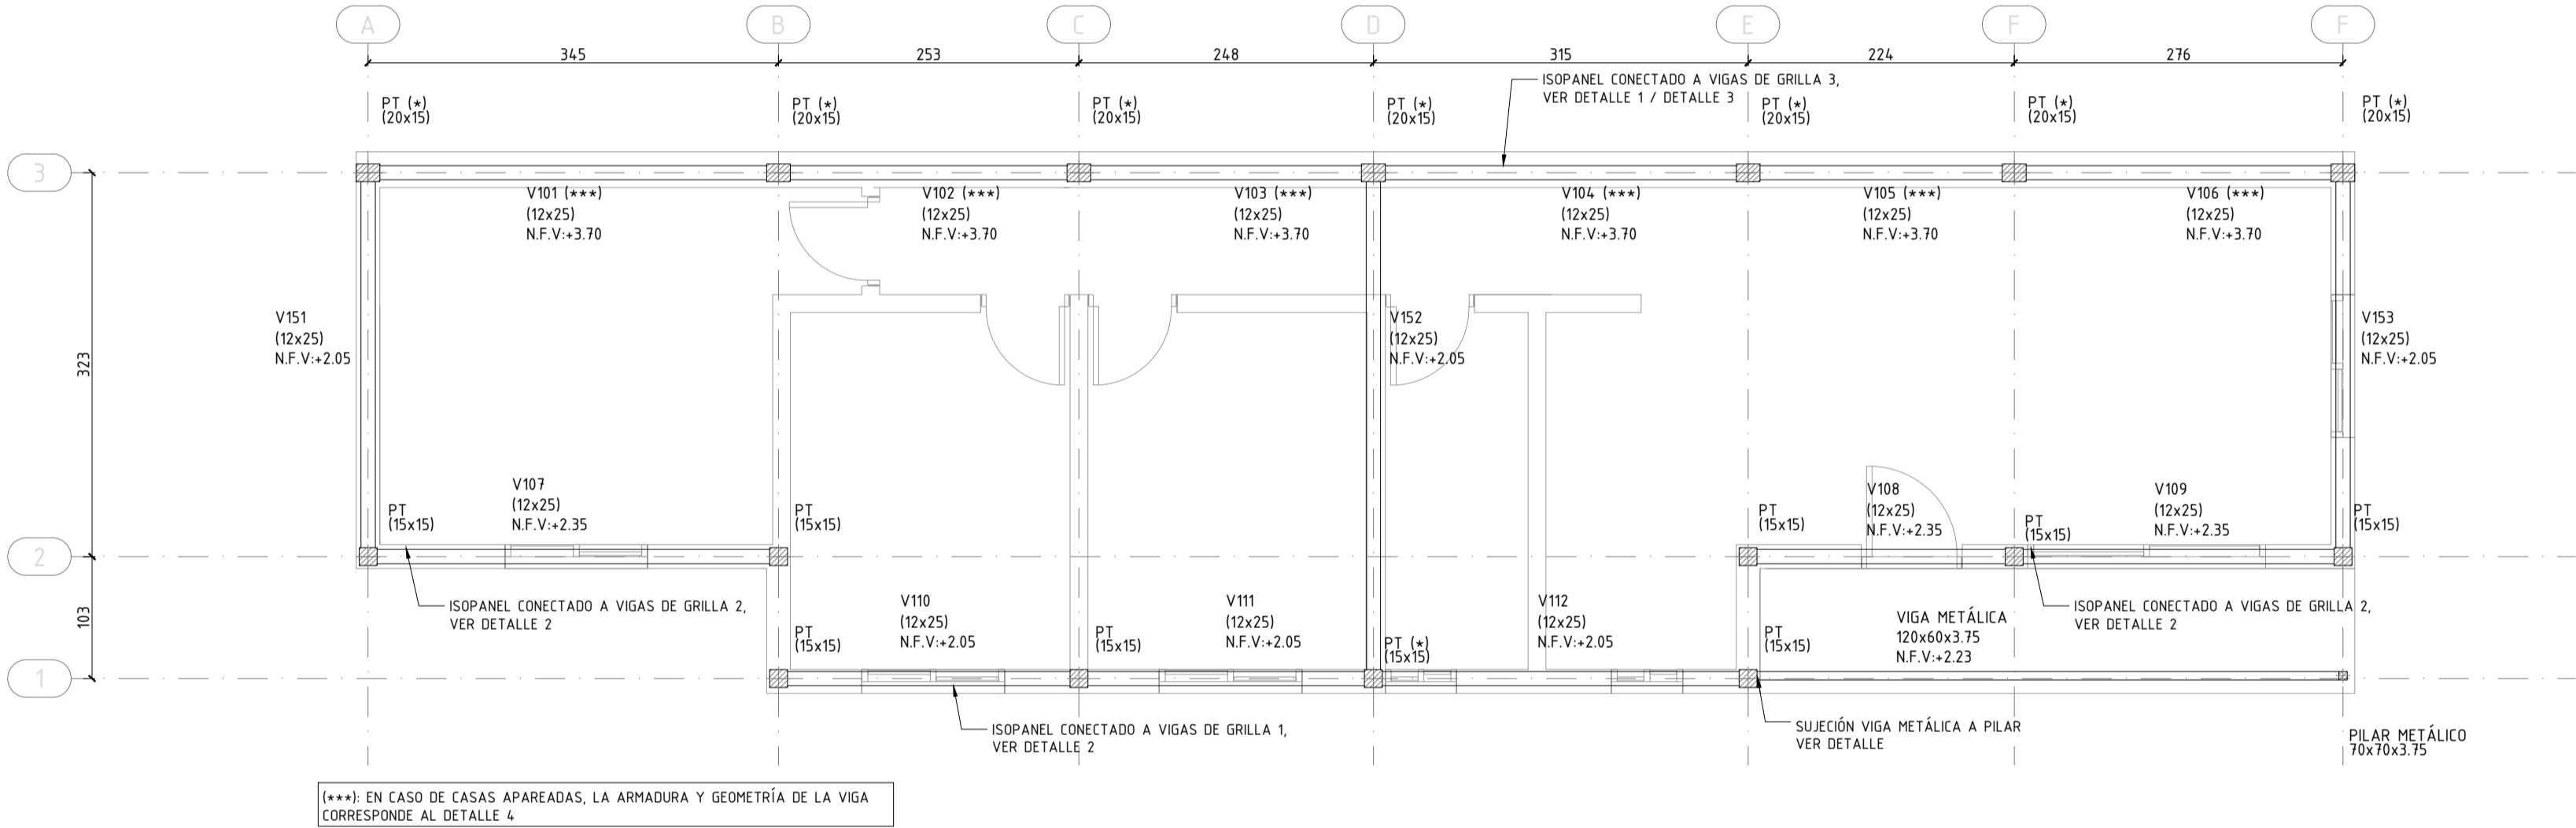 A
B
C
D
E
F
F
345
253
248
315
224
276
ISOPANEL CONECTADO A VIGAS DE GRILLA 3,
VER DETALLE 1 / DETALLE 3
PT (*)
(20x15)
PT (*)
(20x15)
PT (*)
(20x15)
PT (*)
(20x15)
PT (*)
(20x15)
PT (*)
(20x15)
PT (*)
(20x15)
3
V101 (***)
(12x25)
N.F.V:+3.70
V102 (***)
(12x25)
N.F.V:+3.70
V103 (***)
(12x25)
N.F.V:+3.70
V104 (***)
(12x25)
N.F.V:+3.70
V105 (***)
(12x25)
N.F.V:+3.70
V106 (***)
(12x25)
N.F.V:+3.70
323
V151
(12x25)
N.F.V:+2.05
V152
(12x25)
N.F.V:+2.05
V153
(12x25)
N.F.V:+2.05
PT
(15x15)
V107
(12x25)
N.F.V:+2.35
PT
(15x15)
PT
(15x15)
V108
(12x25)
N.F.V:+2.35
PT
(15x15)
V109
(12x25)
N.F.V:+2.35
PT
(15x15)
2
103
ISOPANEL CONECTADO A VIGAS DE GRILLA 2,
VER DETALLE 2
PT
(15x15)
V110
(12x25)
N.F.V:+2.05
PT
(15x15)
V111
(12x25)
N.F.V:+2.05
PT (*)
(15x15)
V112
(12x25)
N.F.V:+2.05
PT
(15x15)
VIGA METÁLICA
120x60x3.75
N.F.V:+2.23
ISOPANEL CONECTADO A VIGAS DE GRILLA 2,
VER DETALLE 2
1
ISOPANEL CONECTADO A VIGAS DE GRILLA 1,
VER DETALLE 2
SUJECIÓN VIGA METÁLICA A PILAR
VER DETALLE
PILAR METÁLICO
70x70x3.75
(***): EN CASO DE CASAS APAREADAS, LA ARMADURA Y GEOMETRÍA DE LA VIGA
CORRESPONDE AL DETALLE 4